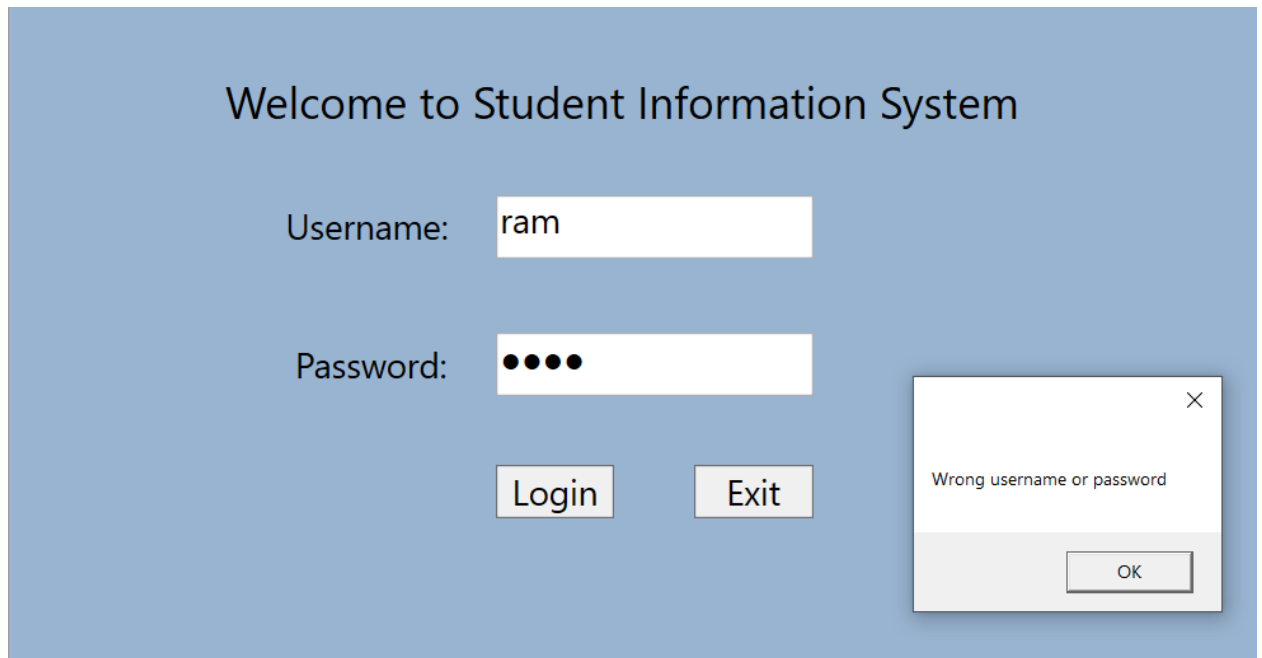 Welcome to Student Information System
Username: ram
Password: ●●●●
Login Exit
Wrong username or password
OK